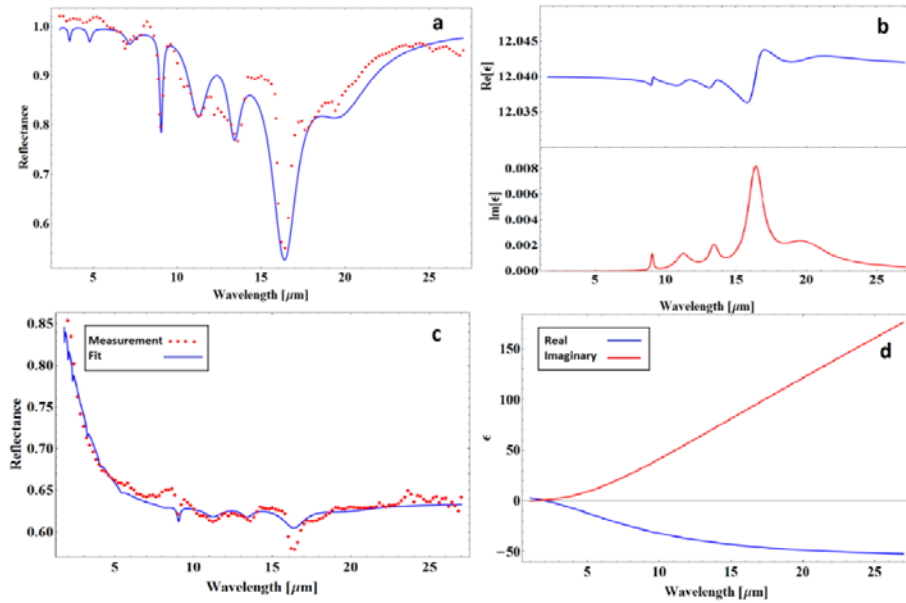 a
1.0
0.9
0.8
0.7
0.6
Reflectance
5 10 15 20 25
Wavelength [μm]
b
12.045
12.040
12.035
Re[ϵ]
0.008
0.006
0.004
0.002
0.000
Im[ϵ]
5 10 15 20 25
Wavelength [μm]
c
Measurement
Fit
0.85
0.80
0.75
0.70
0.65
0.60
Reflectance
5 10 15 20 25
Wavelength [μm]
d
Real
Imaginary
150
100
50
0
-50
ϵ
5 10 15 20 25
Wavelength [μm]